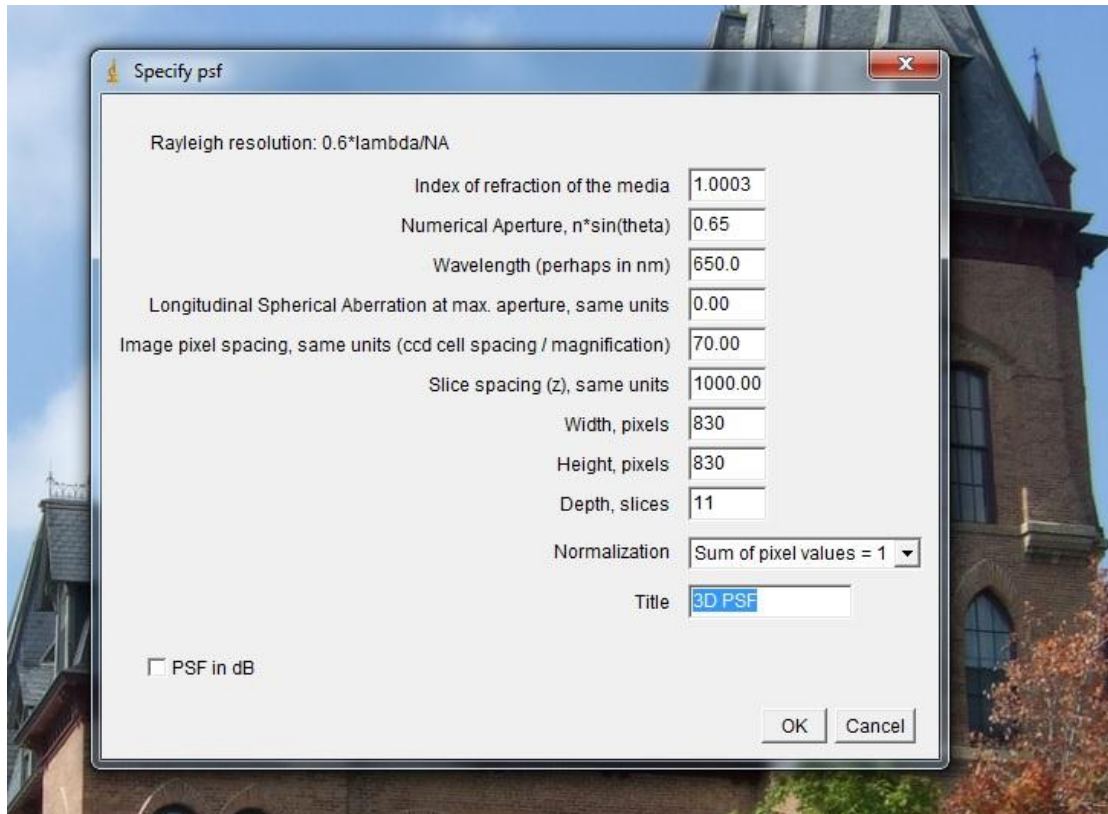 Specify psf
Rayleigh resolution: 0.6*lambda/NA
Index of refraction of the media 1.0003
Numerical Aperture, n*sin(theta) 0.65
Wavelength (perhaps in nm) 650.0
Longitudinal Spherical Aberration at max. aperture, same units 0.00
Image pixel spacing, same units (ccd cell spacing / magnification) 70.00
Slice spacing (z), same units 1000.00
Width, pixels 830
Height, pixels 830
Depth, slices 11
Normalization Sum of pixel values = 1
Title 3D PSF
PSF in dB
OK Cancel